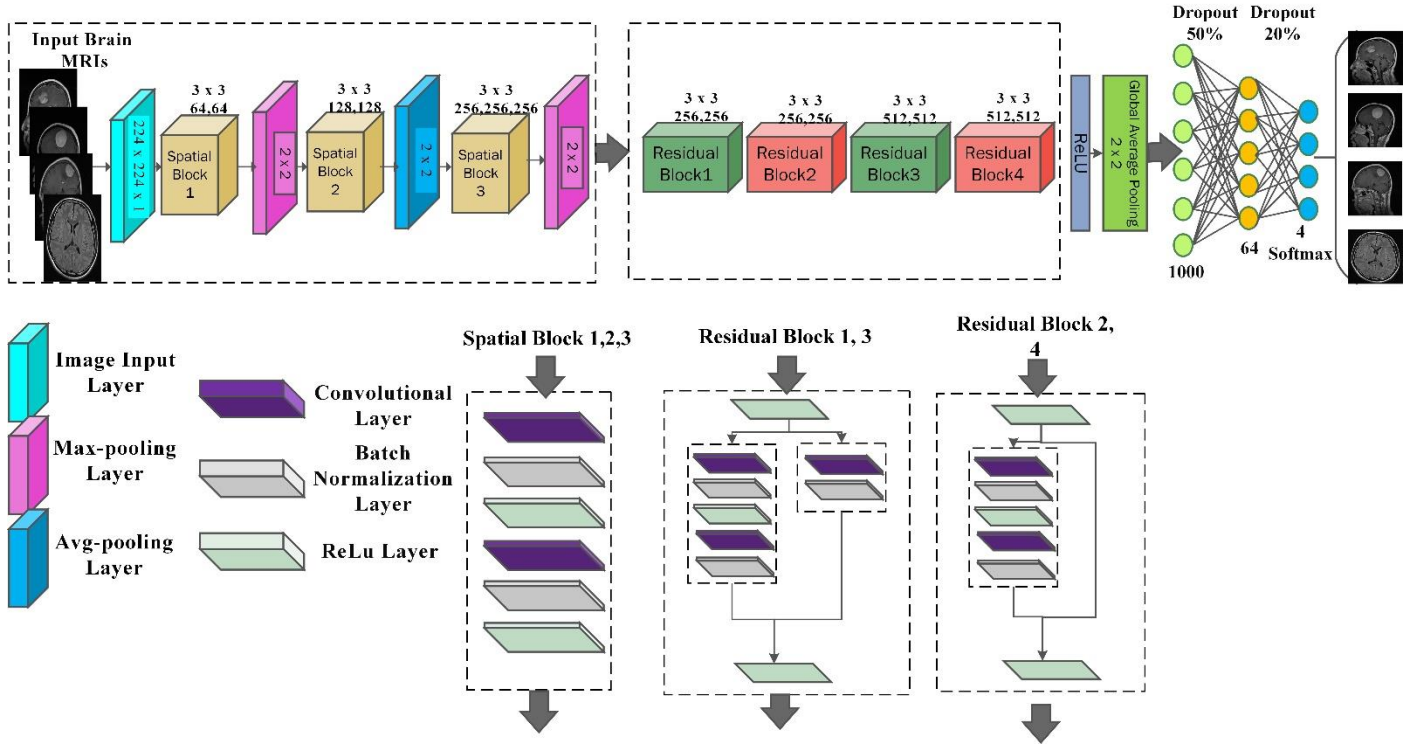 Input Brain
MRIs
224 x 224 x 1
3 x 3
64,64
Spatial
Block
1
2 x 2
3 x 3
128,128
Spatial
Block
2
2 x 2
3 x 3
256,256,256
Spatial
Block 3
2 x 2
3 x 3
256,256
Residual
Block1
3 x 3
256,256
Residual
Block2
3 x 3
512,512
Residual
Block3
3 x 3
512,512
Residual
Block4
ReLU
Global Average Pooling
2 x 2
Dropout
50%
Dropout
20%
1000
64
4
Softmax
Image Input
Layer
Max-pooling
Layer
Avg-pooling
Layer
Convolutional
Layer
Batch
Normalization
Layer
ReLu Layer
Spatial Block 1,2,3
Residual Block 1, 3
Residual Block 2,
4